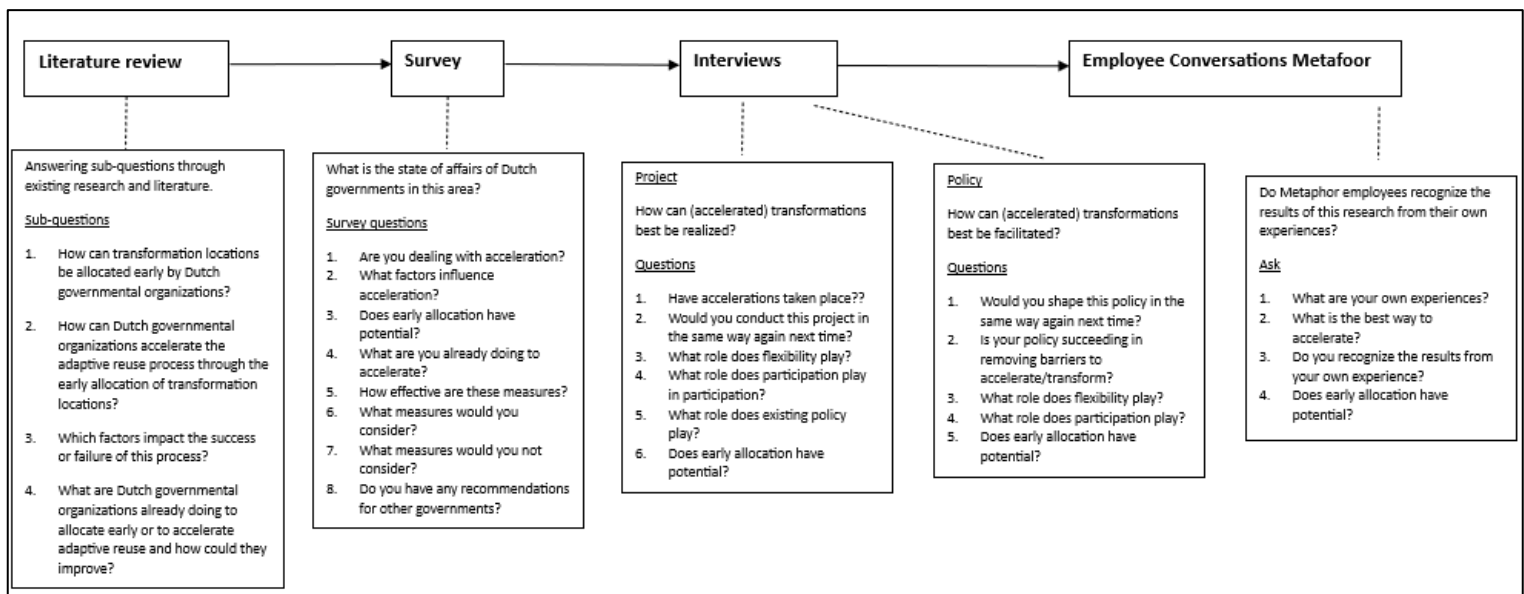 Literature review
Survey
Interviews
Employee Conversations Metafoor
Answering sub-questions through
existing research and literature.
Sub-questions
1. How can transformation locations
be allocated early by Dutch
governmental organizations?
2. How can Dutch governmental
organizations accelerate the
adaptive reuse process through the
early allocation of transformation
locations?
3. Which factors impact the success
or failure of this process?
4. What are Dutch governmental
organizations already doing to
allocate early or to accelerate
adaptive reuse and how could they
improve?
What is the state of affairs of Dutch
governments in this area?
Survey questions
1. Are you dealing with acceleration?
2. What factors influence
acceleration?
3. Does early allocation have
potential?
4. What are you already doing to
accelerate?
5. How effective are these measures?
6. What measures would you
consider?
7. What measures would you not
consider?
8. Do you have any recommendations
for other governments?
Project
How can (accelerated) transformations
best be realized?
Questions
1. Have accelerations taken place??
2. Would you conduct this project in
the same way again next time?
3. What role does flexibility play?
4. What role does participation play
in participation?
5. What role does existing policy
play?
6. Does early allocation have
potential?
Policy
How can (accelerated) transformations
best be facilitated?
Questions
1. Would you shape this policy in the
same way again next time?
2. Is your policy succeeding in
removing barriers to
accelerate/transform?
3. What role does flexibility play?
4. What role does participation play?
5. Does early allocation have
potential?
Do Metaphor employees recognize the
results of this research from their own
experiences?
Ask
1. What are your own experiences?
2. What is the best way to
accelerate?
3. Do you recognize the results from
your own experience?
4. Does early allocation have
potential?